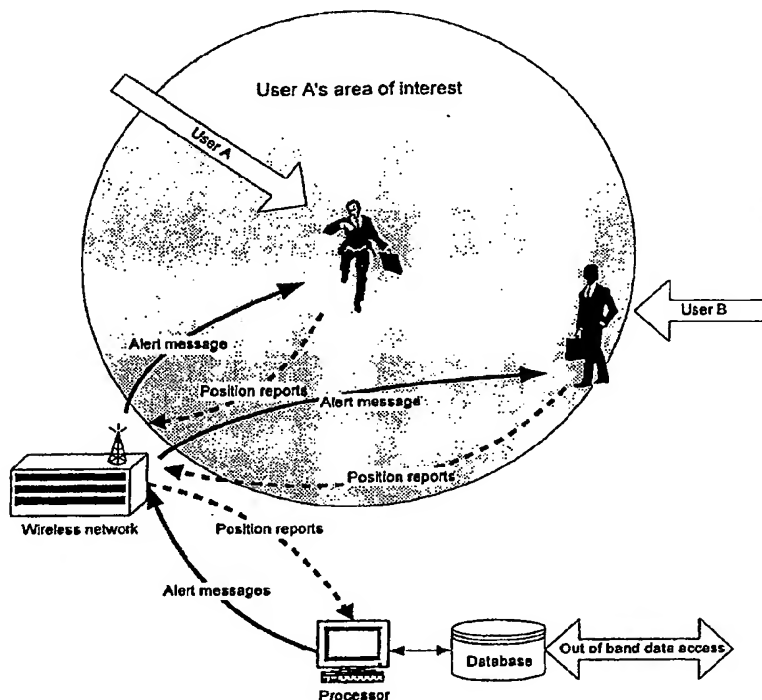 User A's area of interest
User A
User B
Alert message
Position reports
Alert message
Position reports
Wireless network
Position reports
Alert messages
Database
Out of band data access
Processor